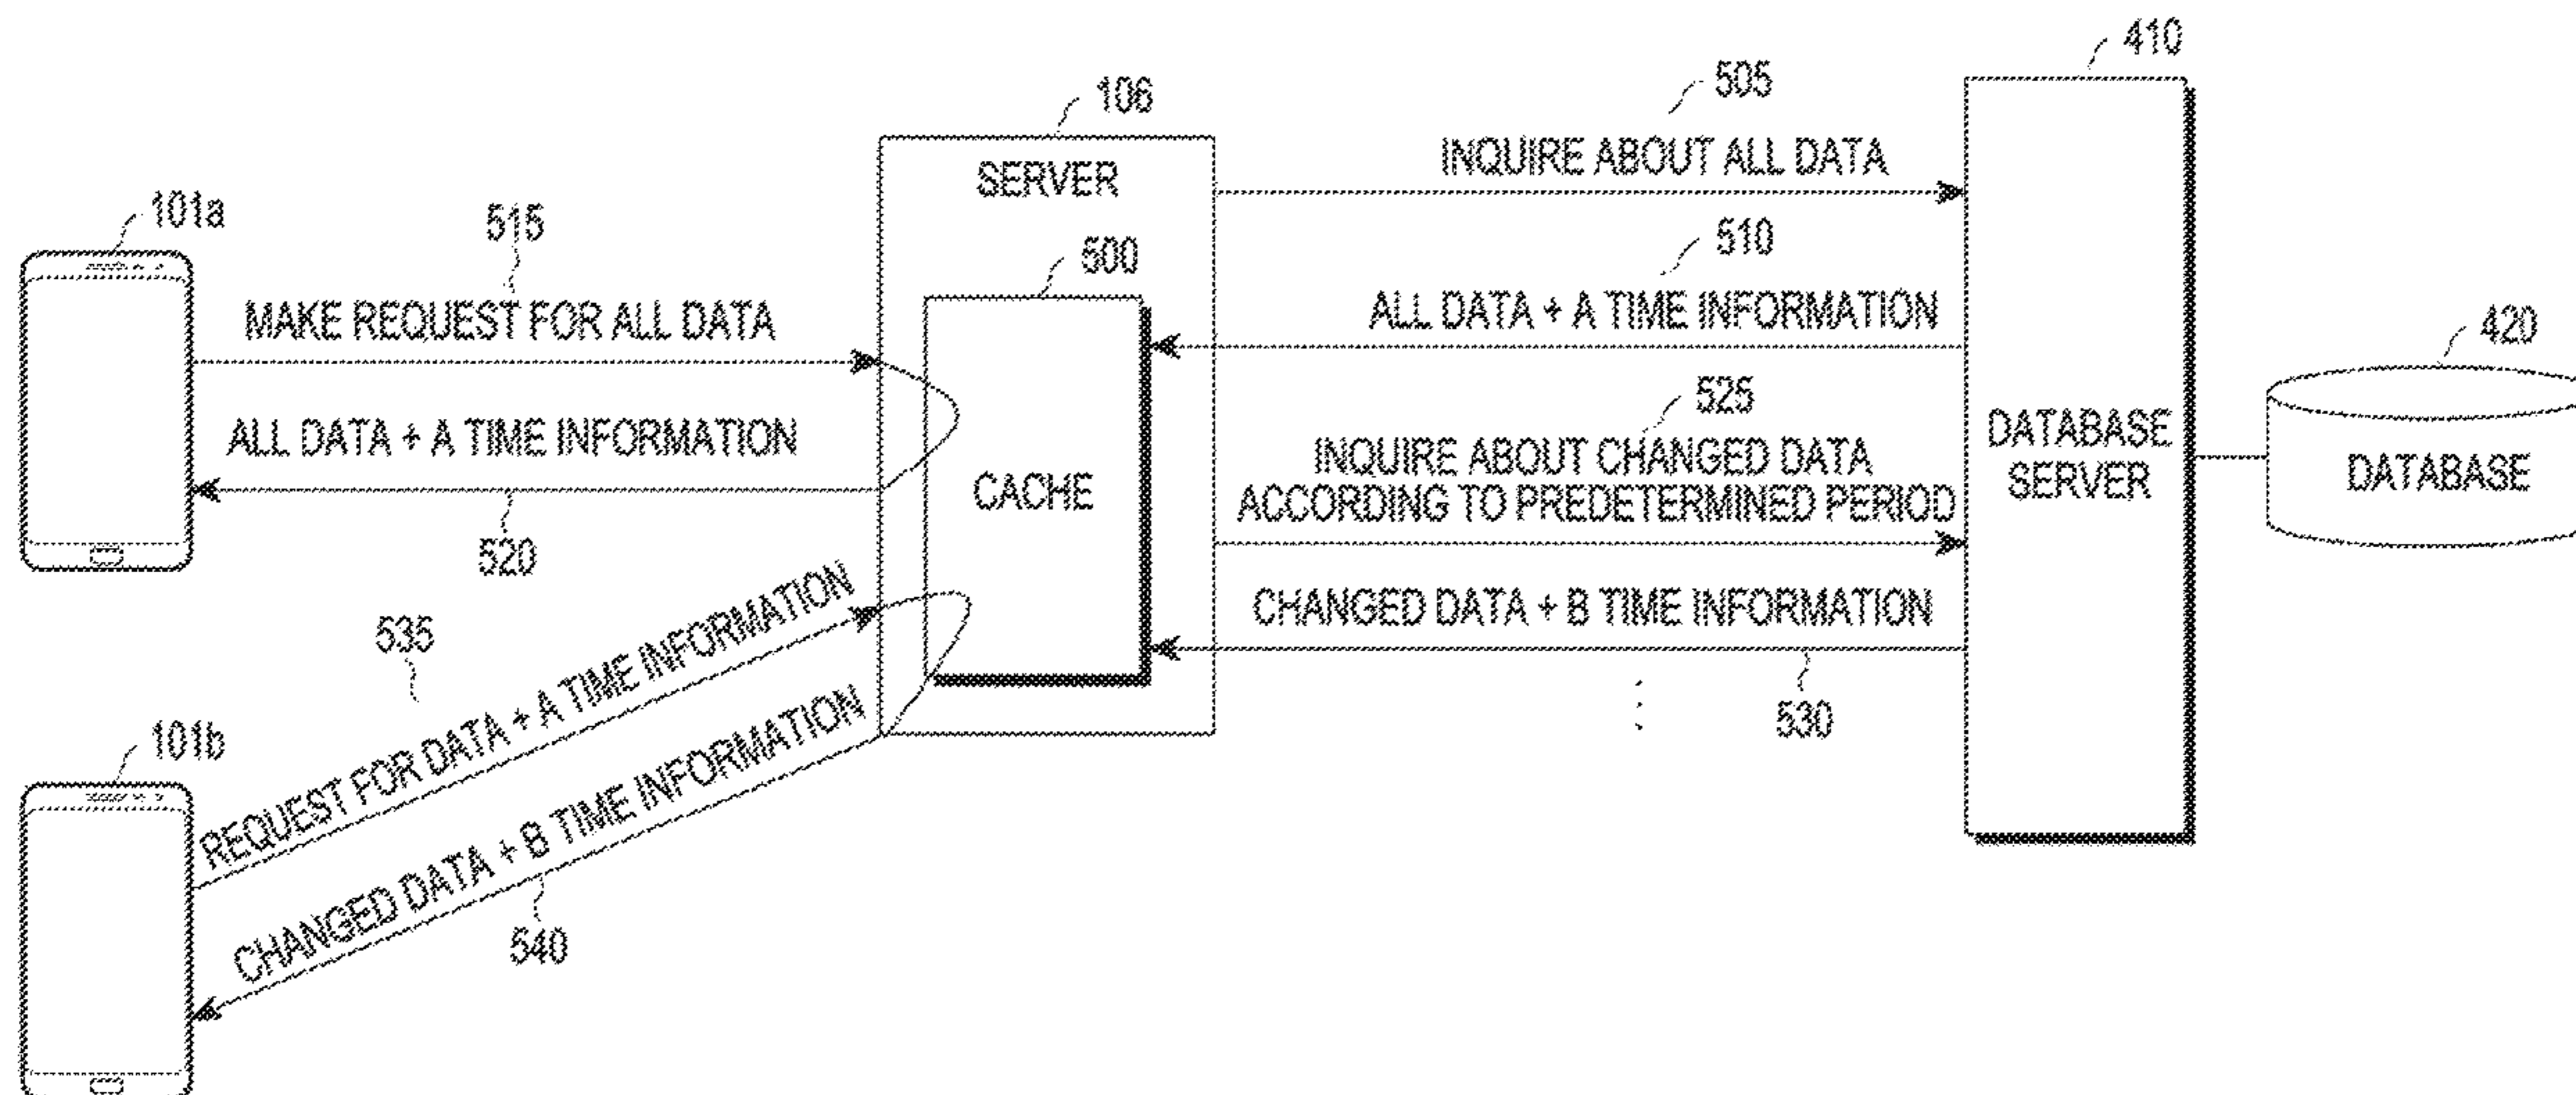 410
505
106
INQUIRE ABOUT ALL DATA
SERVER
101a
515
510
500
MAKE REQUEST FOR ALL DATA
ALL DATA + A TIME INFORMATION
420
525
ALL DATA + A TIME INFORMATION
INQUIRE ABOUT CHANGED DATA
ACCORDING TO PREDETERMINED PERIOD
DATABASE
SERVER
DATABASE
CACHE
520
CHANGED DATA + B TIME INFORMATION
535
REQUEST FOR DATA + A TIME INFORMATION
530
101b
CHANGED DATA + B TIME INFORMATION
540